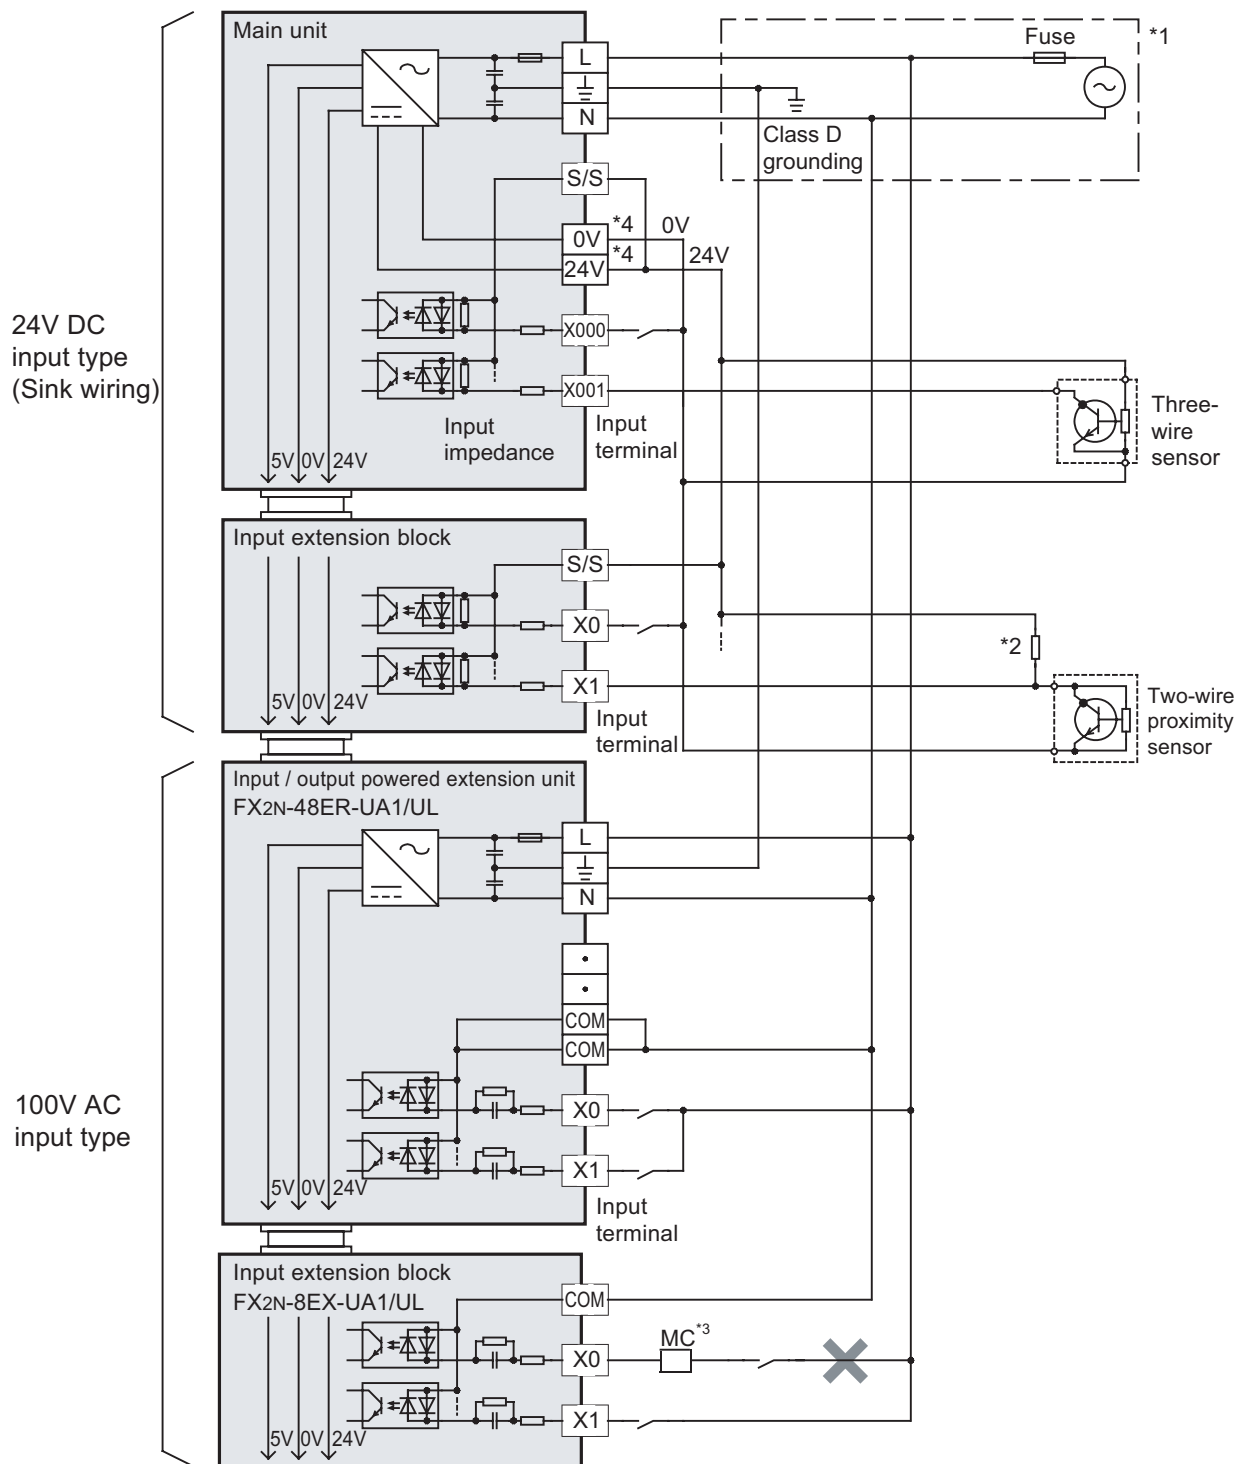 Main unit
Fuse
*1
L
N
Class D
grounding
S/S
*4
0V
0V
*4
24V
24V
24V DC
input type
(Sink wiring)
X000
X001
Input
impedance
Input
terminal
Three-
wire
sensor
5V 0V 24V
Input extension block
S/S
X0
*2
X1
5V 0V 24V
Input
terminal
Two-wire
proximity
sensor
Input / output powered extension unit
FX2N-48ER-UA1/UL
L
N
COM
COM
100V AC
input type
X0
X1
5V 0V 24V
Input
terminal
Input extension block
FX2N-8EX-UA1/UL
COM
MC*3
X0
X1
5V 0V 24V